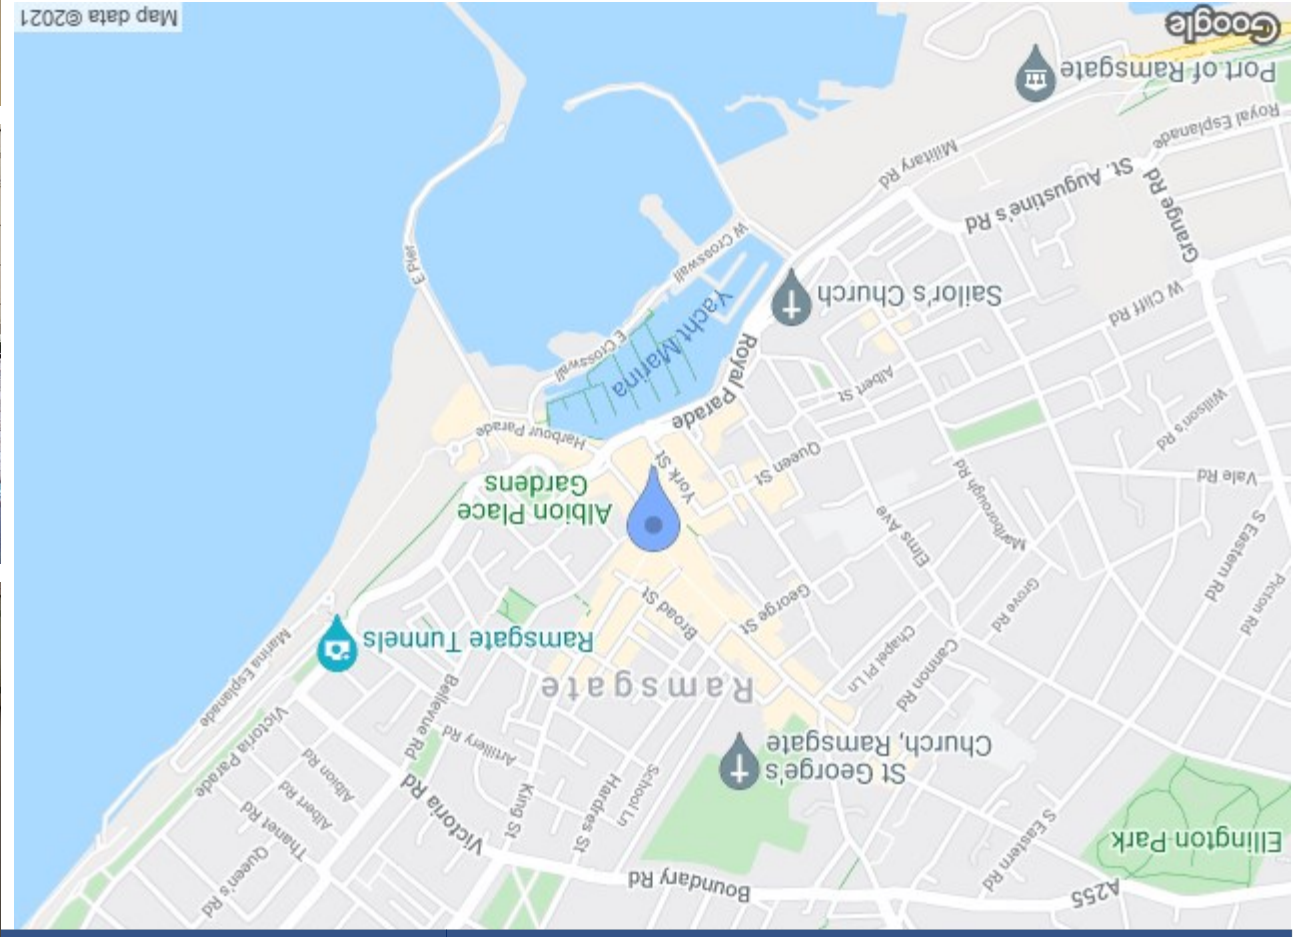 Ellington Park
A255
Boundary Rd
S Eastern Rd
St George's
Church, Ramsgate
School Ln
Hardres St
King St
Victoria Rd
Thanet Rd
Queen's Rd
Albert Rd
Albion Rd
Victoria Parade
Marina Esplanade
Artillery Rd
Bellevue Rd
Ramsgate
Ramsgate Tunnels
Cannon Rd
Chapel Pl Ln
Grove Rd
Picton Rd
S Eastern Rd
Broad St
George St
Elms Ave
Marlborough Rd
Vale Rd
Willson's Rd
Albion Place
Gardens
York St
Queen St
Harbour Parade
Royal Parade
Albert St
Yacht Marina
E Crosswall
W Crosswall
E Pier
Sailor's Church
W Cliff Rd
Grange Rd
St. Augustine's Rd
Military Rd
Royal Esplanade
Port of Ramsgate
Google
Map data ©2021